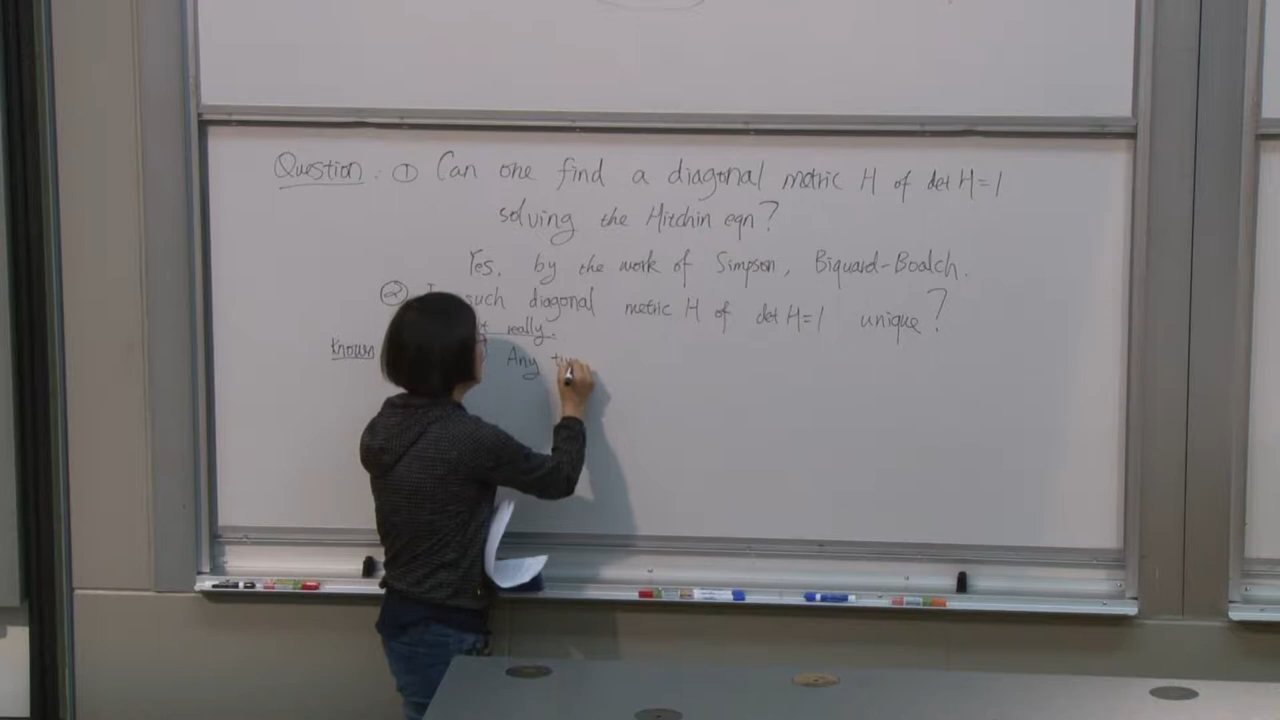 Question: ① Can one find a diagonal metric H of det H=1
solving the Hitchin eqn?
Yes, by the work of Simpson, Biquard-Boalch.
② such diagonal metric H of det H=1 unique?
really.
Known Any